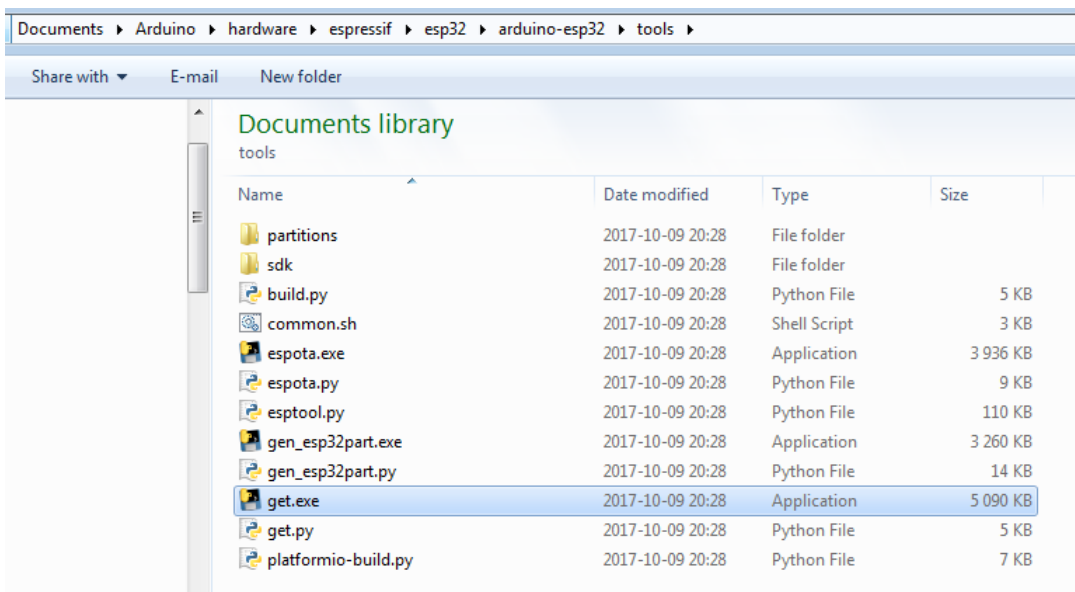 Documents ▸ Arduino ▸ hardware ▸ espressif ▸ esp32 ▸ arduino-esp32 ▸ tools ▸
Share with ▾ E-mail New folder
Documents library
tools
Name Date modified Type Size
partitions 2017-10-09 20:28 File folder
sdk 2017-10-09 20:28 File folder
build.py 2017-10-09 20:28 Python File 5 KB
common.sh 2017-10-09 20:28 Shell Script 3 KB
espota.exe 2017-10-09 20:28 Application 3 936 KB
espota.py 2017-10-09 20:28 Python File 9 KB
esptool.py 2017-10-09 20:28 Python File 110 KB
gen_esp32part.exe 2017-10-09 20:28 Application 3 260 KB
gen_esp32part.py 2017-10-09 20:28 Python File 14 KB
get.exe 2017-10-09 20:28 Application 5 090 KB
get.py 2017-10-09 20:28 Python File 5 KB
platformio-build.py 2017-10-09 20:28 Python File 7 KB